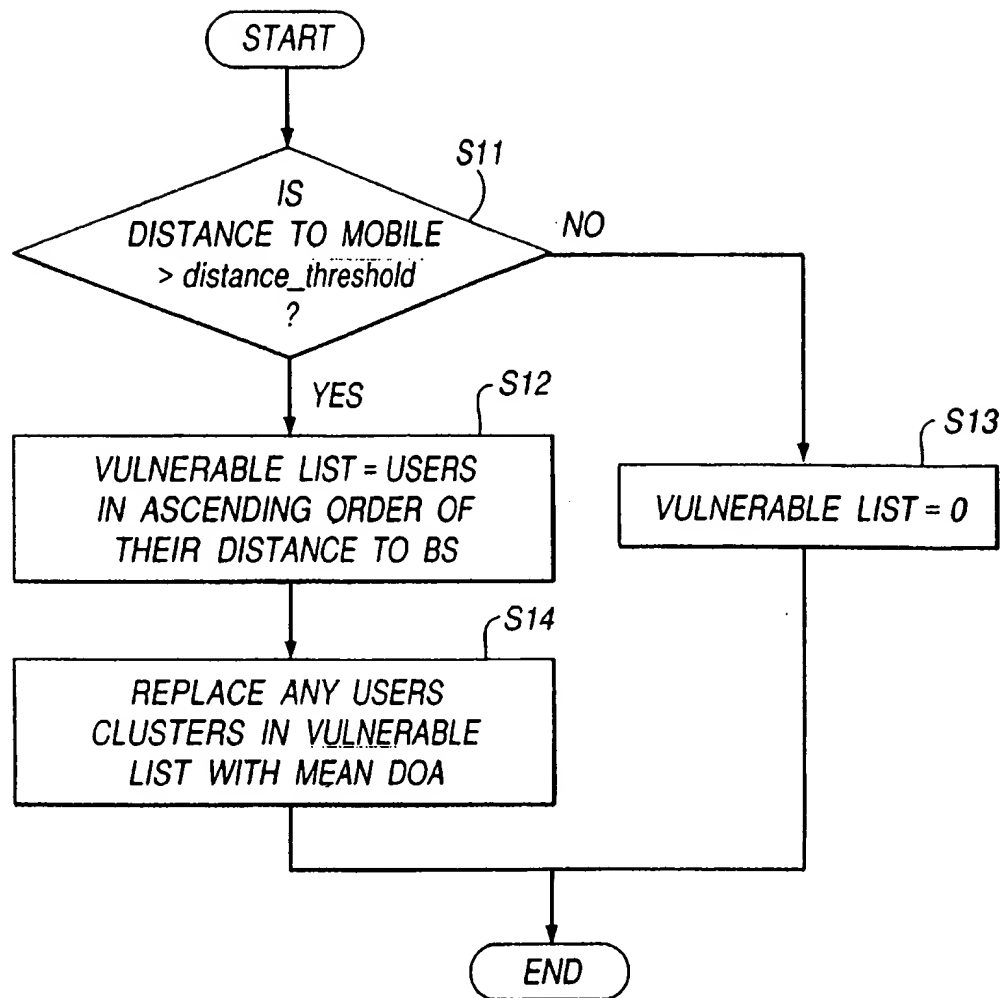 START
S11
IS
DISTANCE TO MOBILE
> distance_threshold
?
NO
YES
S12
VULNERABLE LIST = USERS
IN ASCENDING ORDER OF
THEIR DISTANCE TO BS
S13
VULNERABLE LIST = 0
S14
REPLACE ANY USERS
CLUSTERS IN VULNERABLE
LIST WITH MEAN DOA
END